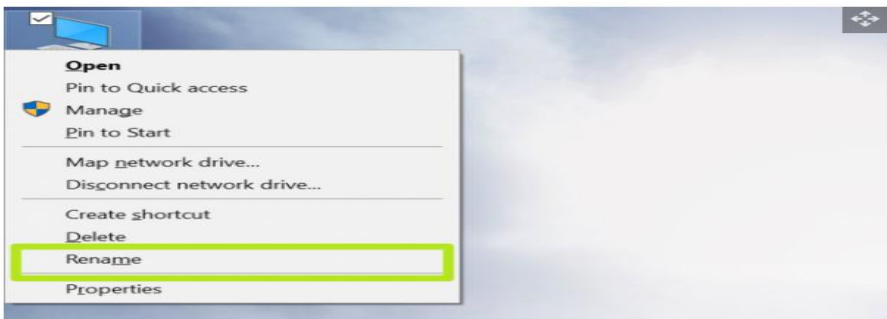 Open
Pin to Quick access
Manage
Pin to Start
Map network drive...
Disconnect network drive...
Create shortcut
Delete
Rename
Properties